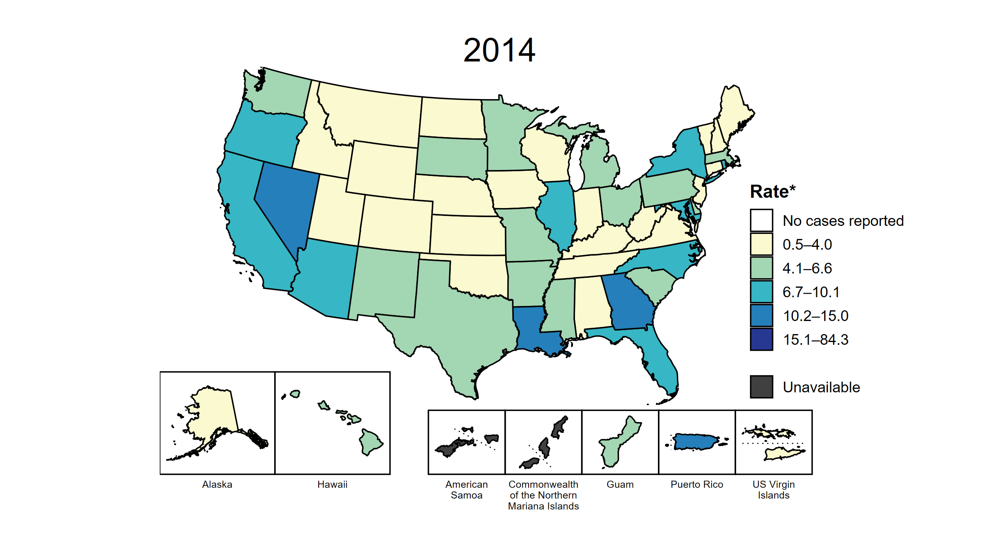 2014
Rate*
No cases reported
0.5–4.0
4.1–6.6
6.7–10.1
10.2–15.0
15.1–84.3
Unavailable
Alaska
Hawaii
American
Samoa
Commonwealth
of the Northern
Mariana Islands
Guam
Puerto Rico
US Virgin
Islands